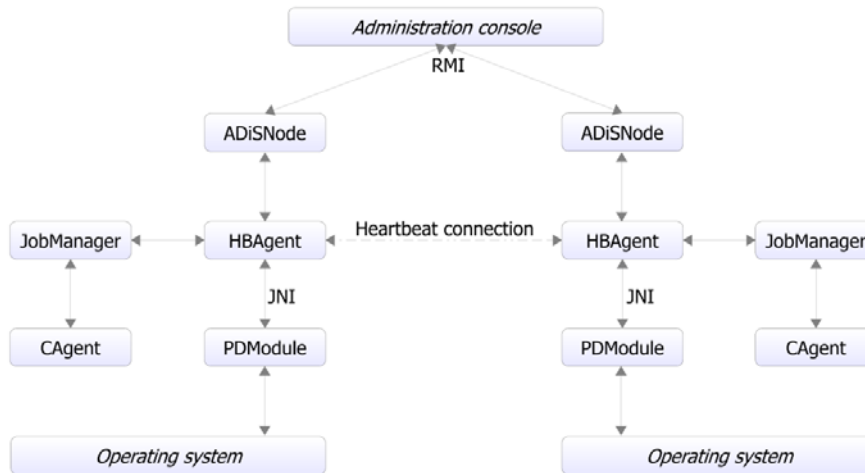 Administration console
RMI
ADiSNode
ADiSNode
JobManager
HBAgent
Heartbeat connection
HBAgent
JobManager
JNI
JNI
CAgent
PDModule
PDModule
CAgent
Operating system
Operating system